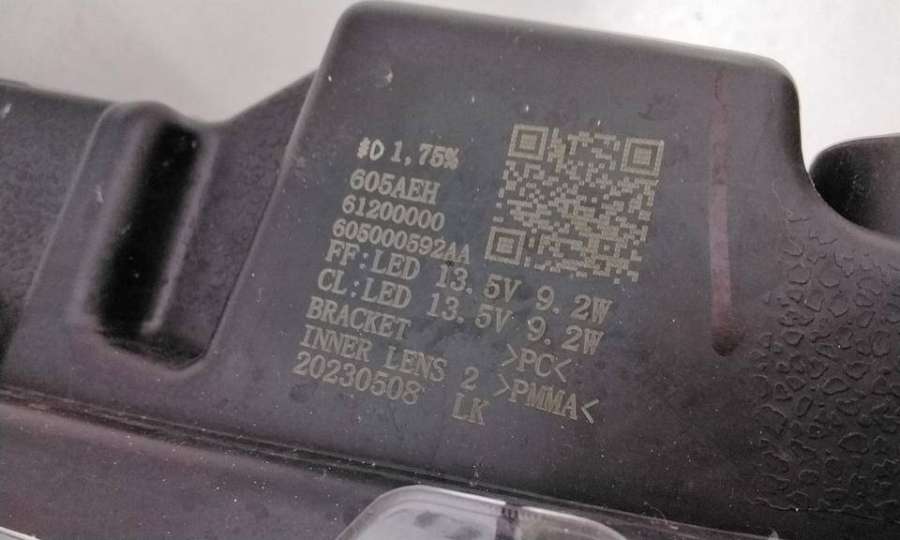 #D 1,75%
605AEH
61200000
605000592AA
FF:LED 13.5V 9.2W
CL:LED 13.5V 9.2W
BRACKET >PC<
INNER LENS 2 >PMMA<
20230508 LK